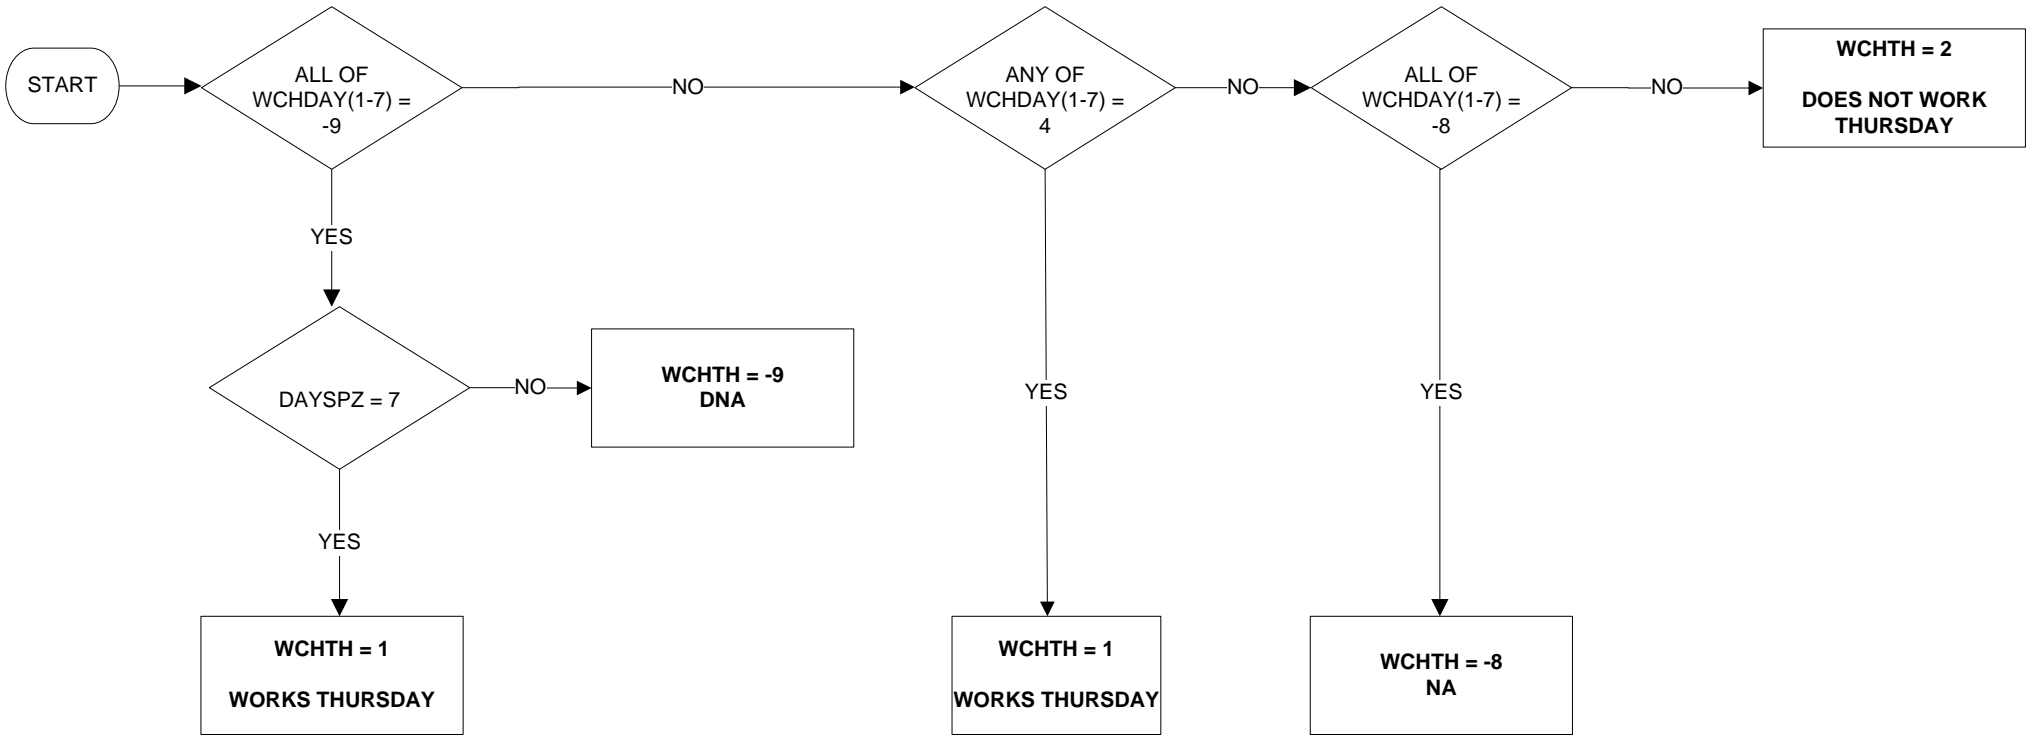 START
ALL OF
WCHDAY(1-7) =
-9
NO
ANY OF
WCHDAY(1-7) =
4
NO
ALL OF
WCHDAY(1-7) =
-8
NO
WCHTH = 2
DOES NOT WORK
THURSDAY
YES
DAYSPZ = 7
NO
WCHTH = -9
DNA
YES
YES
YES
WCHTH = 1
WORKS THURSDAY
WCHTH = 1
WORKS THURSDAY
WCHTH = -8
NA